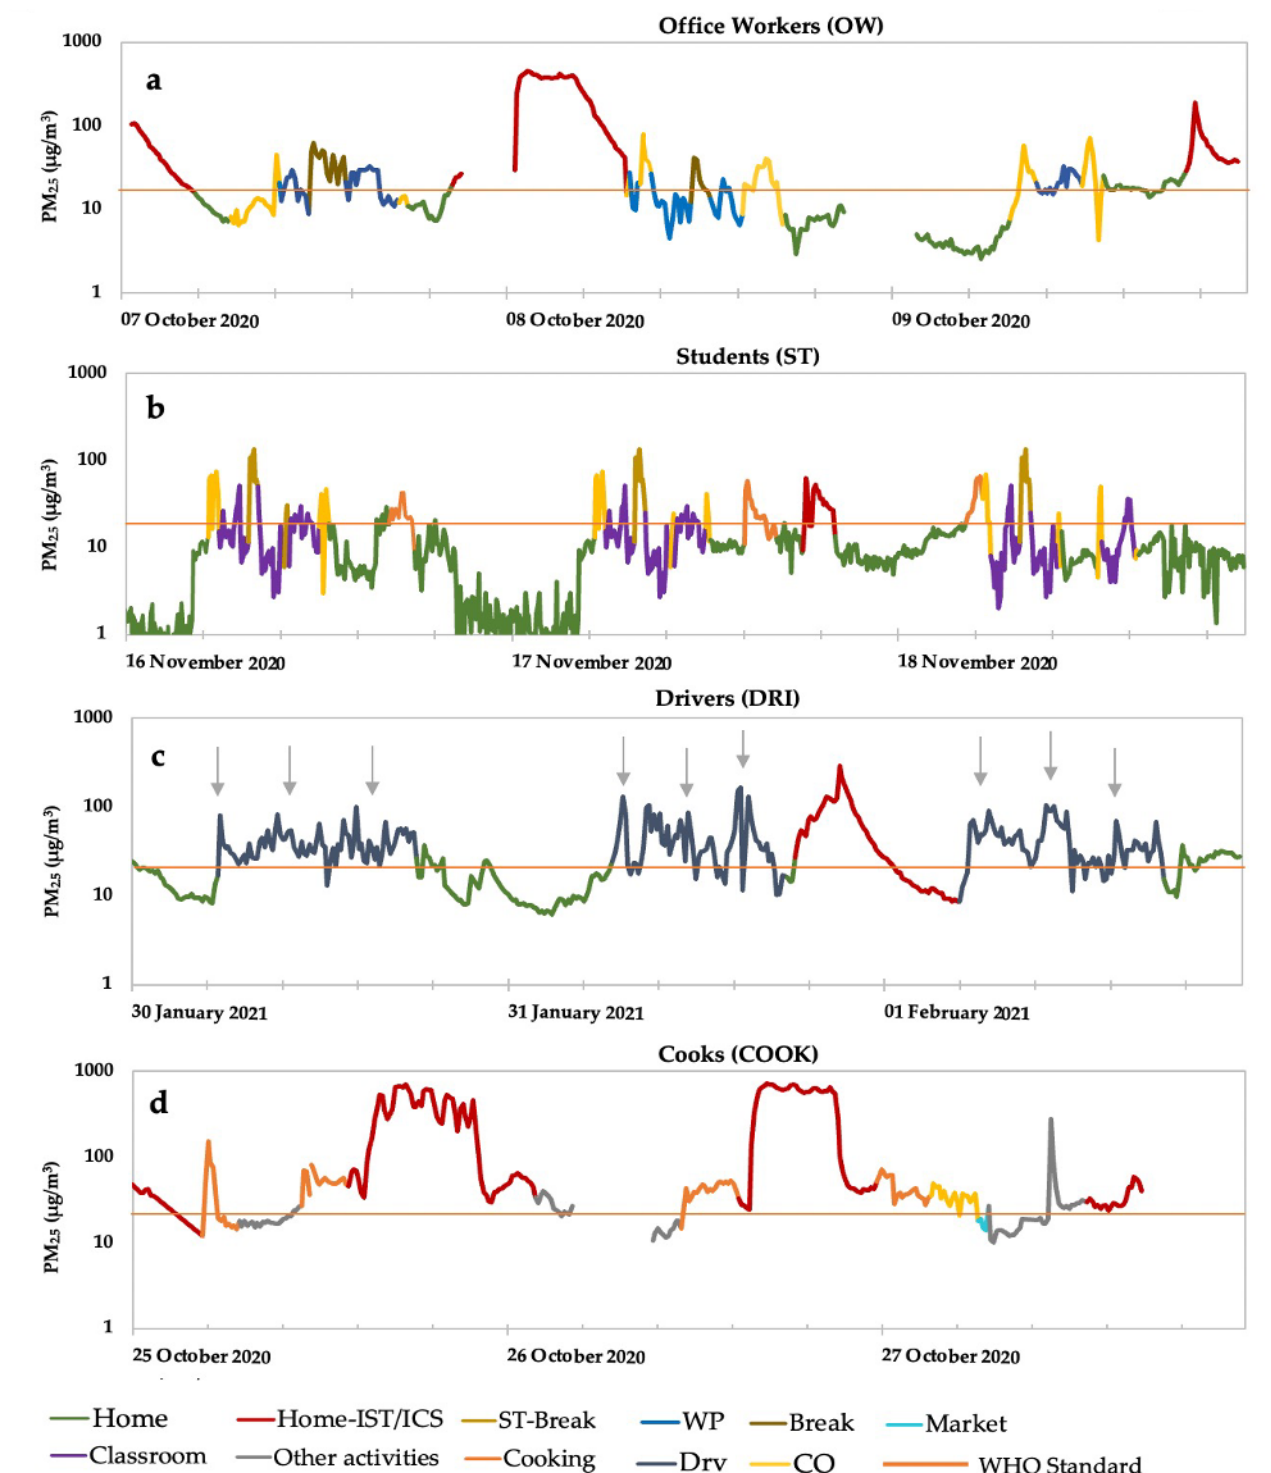 Office Workers (OW)
1000
a
100
PM2.5 (µg/m³)
10
1
07 October 2020 08 October 2020 09 October 2020
Students (ST)
1000
b
100
PM2.5 (µg/m³)
10
1
16 November 2020 17 November 2020 18 November 2020
Drivers (DRI)
1000
c
100
PM2.5 (µg/m³)
10
1
30 January 2021 31 January 2021 01 February 2021
Cooks (COOK)
1000
d
100
PM2.5 (µg/m³)
10
1
25 October 2020 26 October 2020 27 October 2020
Home Home-IST/ICS ST-Break WP Break Market
Classroom Other activities Cooking Drv CO WHO Standard